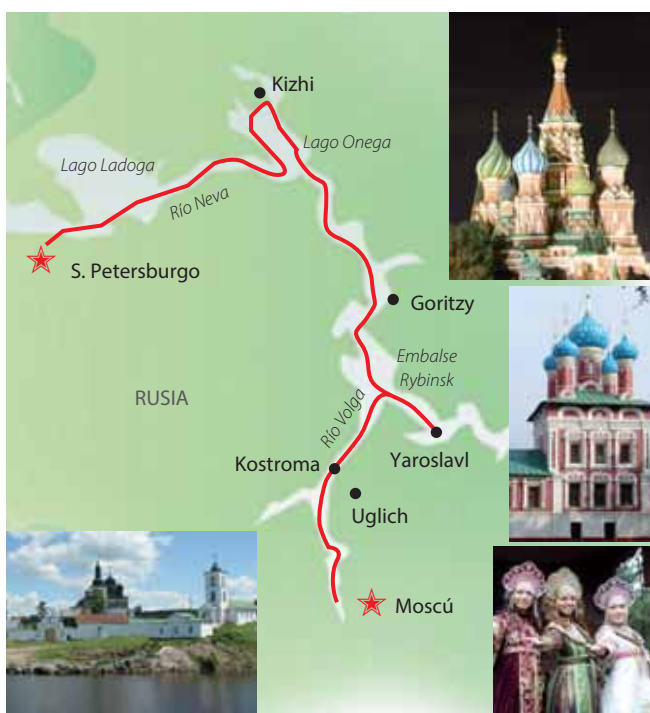 Kizhi
Lago Onega
Lago Ladoga
Río Neva
S. Petersburgo
Goritzy
Embalse
Rybinsk
RUSIA
Río Volga
Yaroslavl
Kostroma
Uglich
Moscú